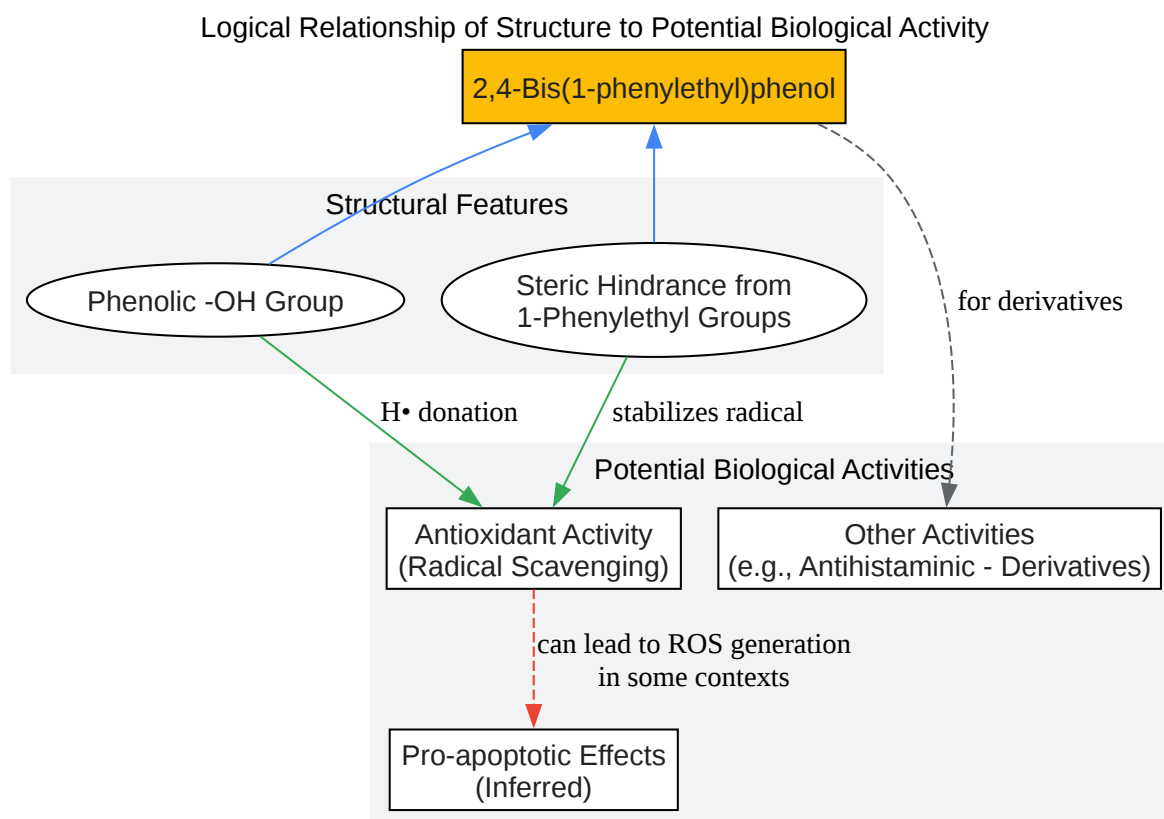 Logical Relationship of Structure to Potential Biological Activity
2,4-Bis(1-phenylethyl)phenol
Structural Features
Phenolic -OH Group
Steric Hindrance from
1-Phenylethyl Groups
for derivatives
H• donation
stabilizes radical
Potential Biological Activities
Antioxidant Activity
(Radical Scavenging)
Other Activities
(e.g., Antihistaminic - Derivatives)
can lead to ROS generation
in some contexts
Pro-apoptotic Effects
(Inferred)